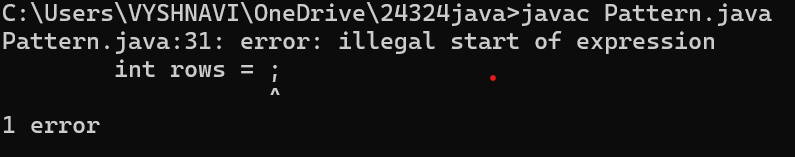 C:\Users\VYSHNAVI\OneDrive\24324java>javac Pattern.java
Pattern.java:31: error: illegal start of expression
        int rows = ;
                   ^
1 error